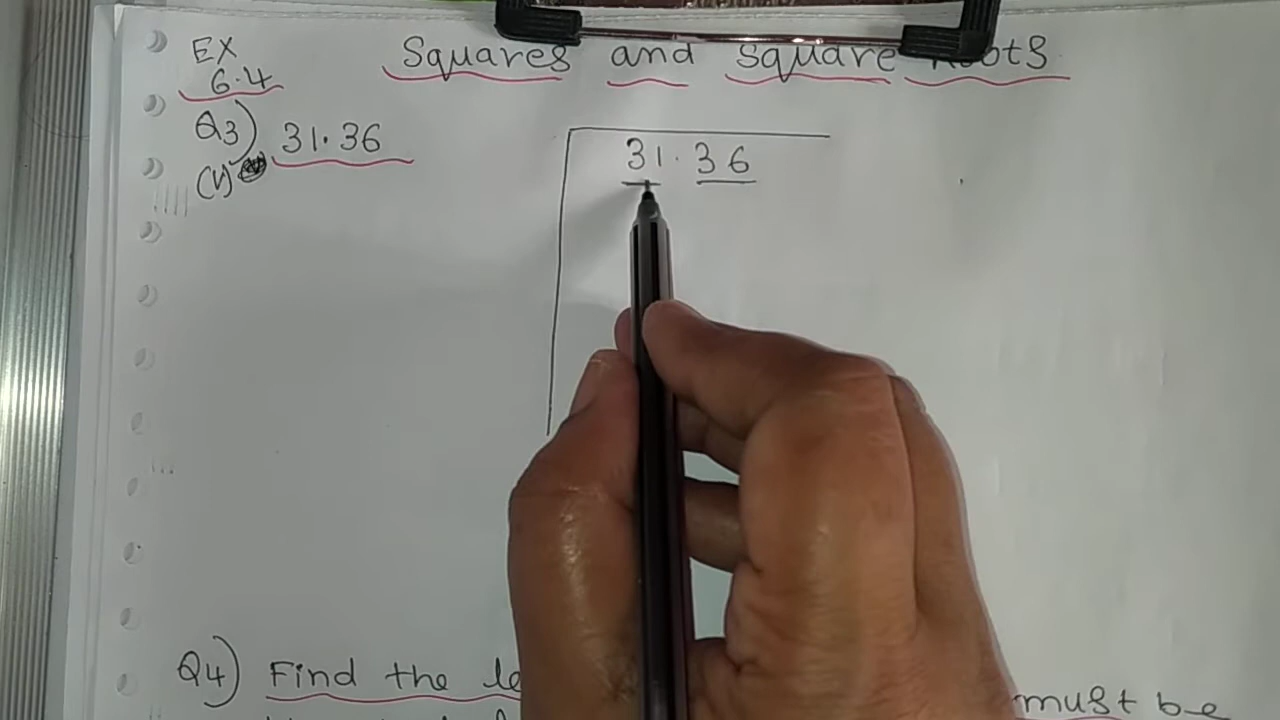 EX Squares and square Roots
6.4
Q3) 31.36 31.36
(V)
Q4) Find the must be